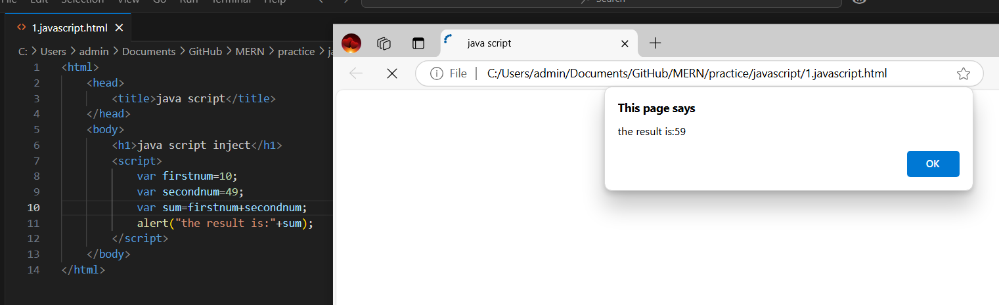 File Edit Selection View Go Run Terminal Help
Search
1.javascript.html
C: > Users > admin > Documents > GitHub > MERN > practice >
1 <html>
2 <head>
3 <title>java script</title>
4 </head>
5 <body>
6 <h1>java script inject</h1>
7 <script>
8 var firstnum=10;
9 var secondnum=49;
10 var sum=firstnum+secondnum;
11 alert("the result is:"+sum);
12 </script>
13 </body>
14 </html>
java script
File | C:/Users/admin/Documents/GitHub/MERN/practice/javascript/1.javascript.html
This page says
the result is:59
OK